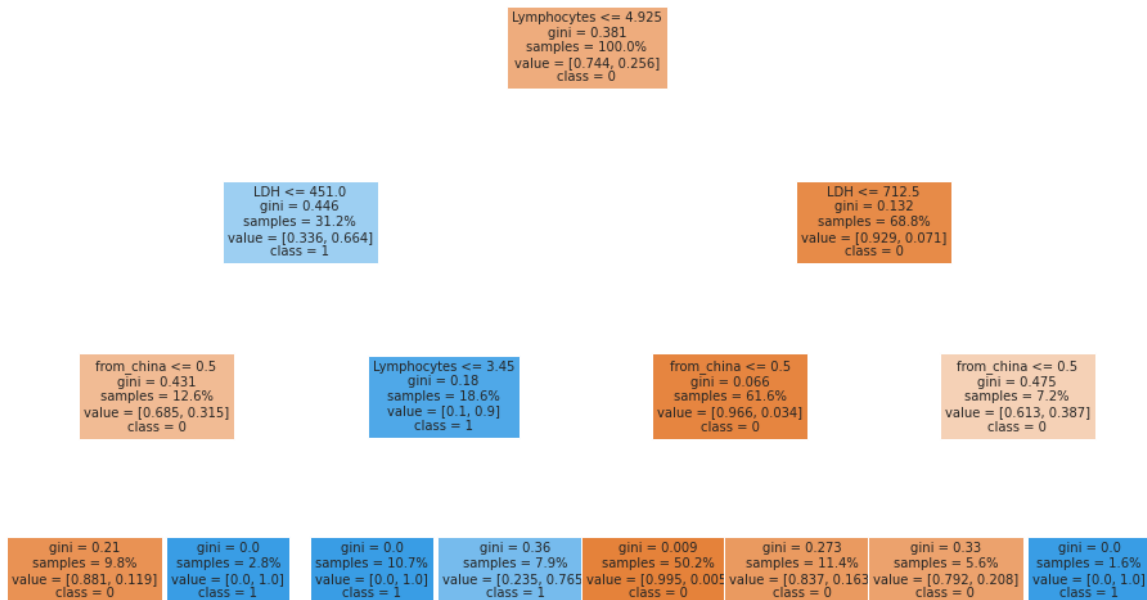 Lymphocytes <= 4.925
gini = 0.381
samples = 100.0%
value = [0.744, 0.256]
class = 0
LDH <= 451.0
gini = 0.446
samples = 31.2%
value = [0.336, 0.664]
class = 1
LDH <= 712.5
gini = 0.132
samples = 68.8%
value = [0.929, 0.071]
class = 0
from_china <= 0.5
gini = 0.431
samples = 12.6%
value = [0.685, 0.315]
class = 0
Lymphocytes <= 3.45
gini = 0.18
samples = 18.6%
value = [0.1, 0.9]
class = 1
from_china <= 0.5
gini = 0.066
samples = 61.6%
value = [0.966, 0.034]
class = 0
from_china <= 0.5
gini = 0.475
samples = 7.2%
value = [0.613, 0.387]
class = 0
gini = 0.21
samples = 9.8%
value = [0.881, 0.119]
class = 0
gini = 0.0
samples = 2.8%
value = [0.0, 1.0]
class = 1
gini = 0.0
samples = 10.7%
value = [0.0, 1.0]
class = 1
gini = 0.36
samples = 7.9%
value = [0.235, 0.765
class = 1
gini = 0.009
samples = 50.2%
value = [0.995, 0.005
class = 0
gini = 0.273
samples = 11.4%
value = [0.837, 0.163
class = 0
gini = 0.33
samples = 5.6%
value = [0.792, 0.208]
class = 0
gini = 0.0
samples = 1.6%
value = [0.0, 1.0]
class = 1